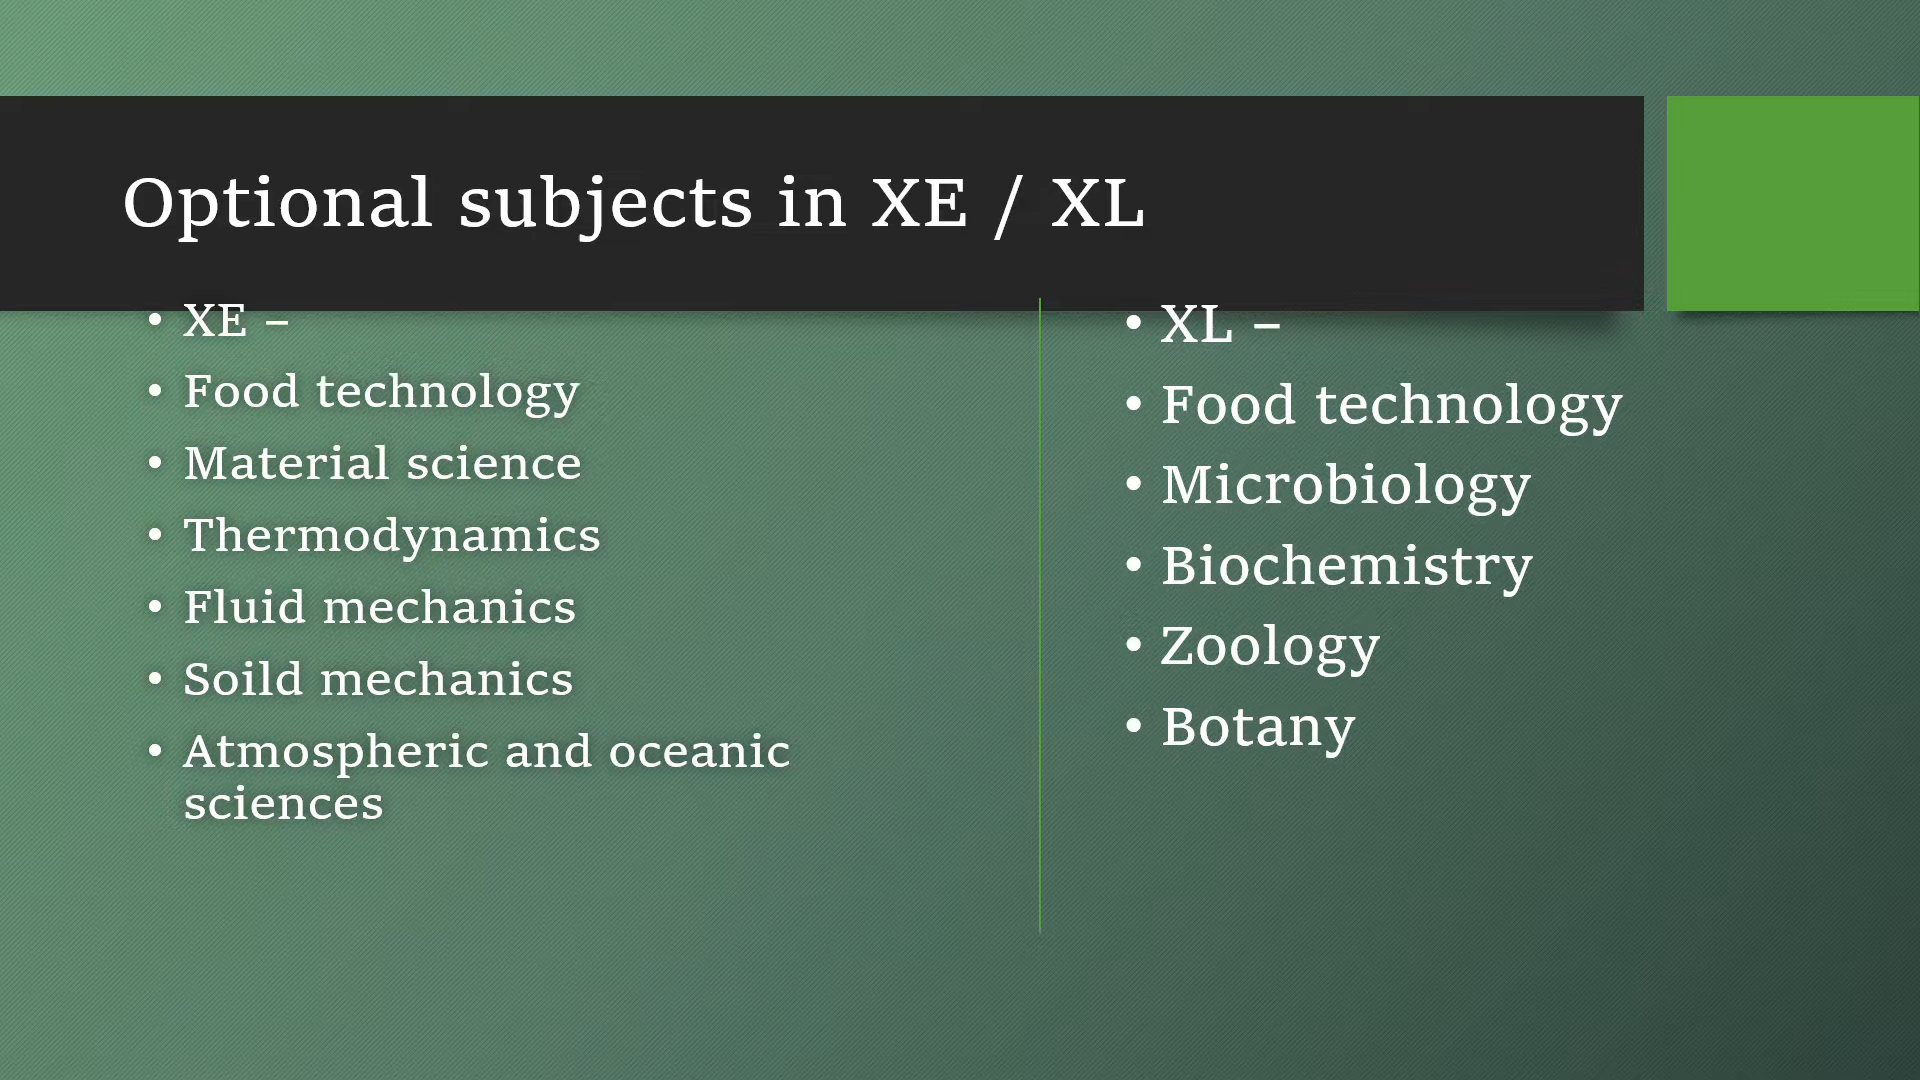 Optional subjects in XE / XL
• XE –
• Food technology
• Material science
• Thermodynamics
• Fluid mechanics
• Soild mechanics
• Atmospheric and oceanic
sciences
• XL –
• Food technology
• Microbiology
• Biochemistry
• Zoology
• Botany